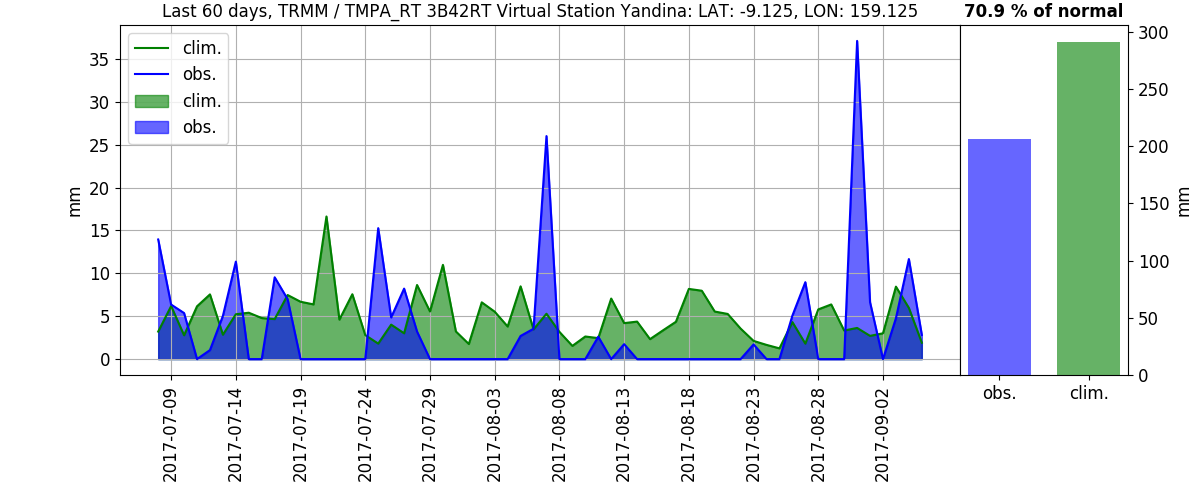 Last 60 days, TRMM / TMPA_RT 3B42RT Virtual Station Yandina: LAT: -9.125, LON: 159.125
70.9 % of normal
clim.
obs.
clim.
obs.
mm
35
30
25
20
15
10
5
0
2017-07-09
2017-07-14
2017-07-19
2017-07-24
2017-07-29
2017-08-03
2017-08-08
2017-08-13
2017-08-18
2017-08-23
2017-08-28
2017-09-02
300
250
200
150
100
50
0
mm
obs.
clim.